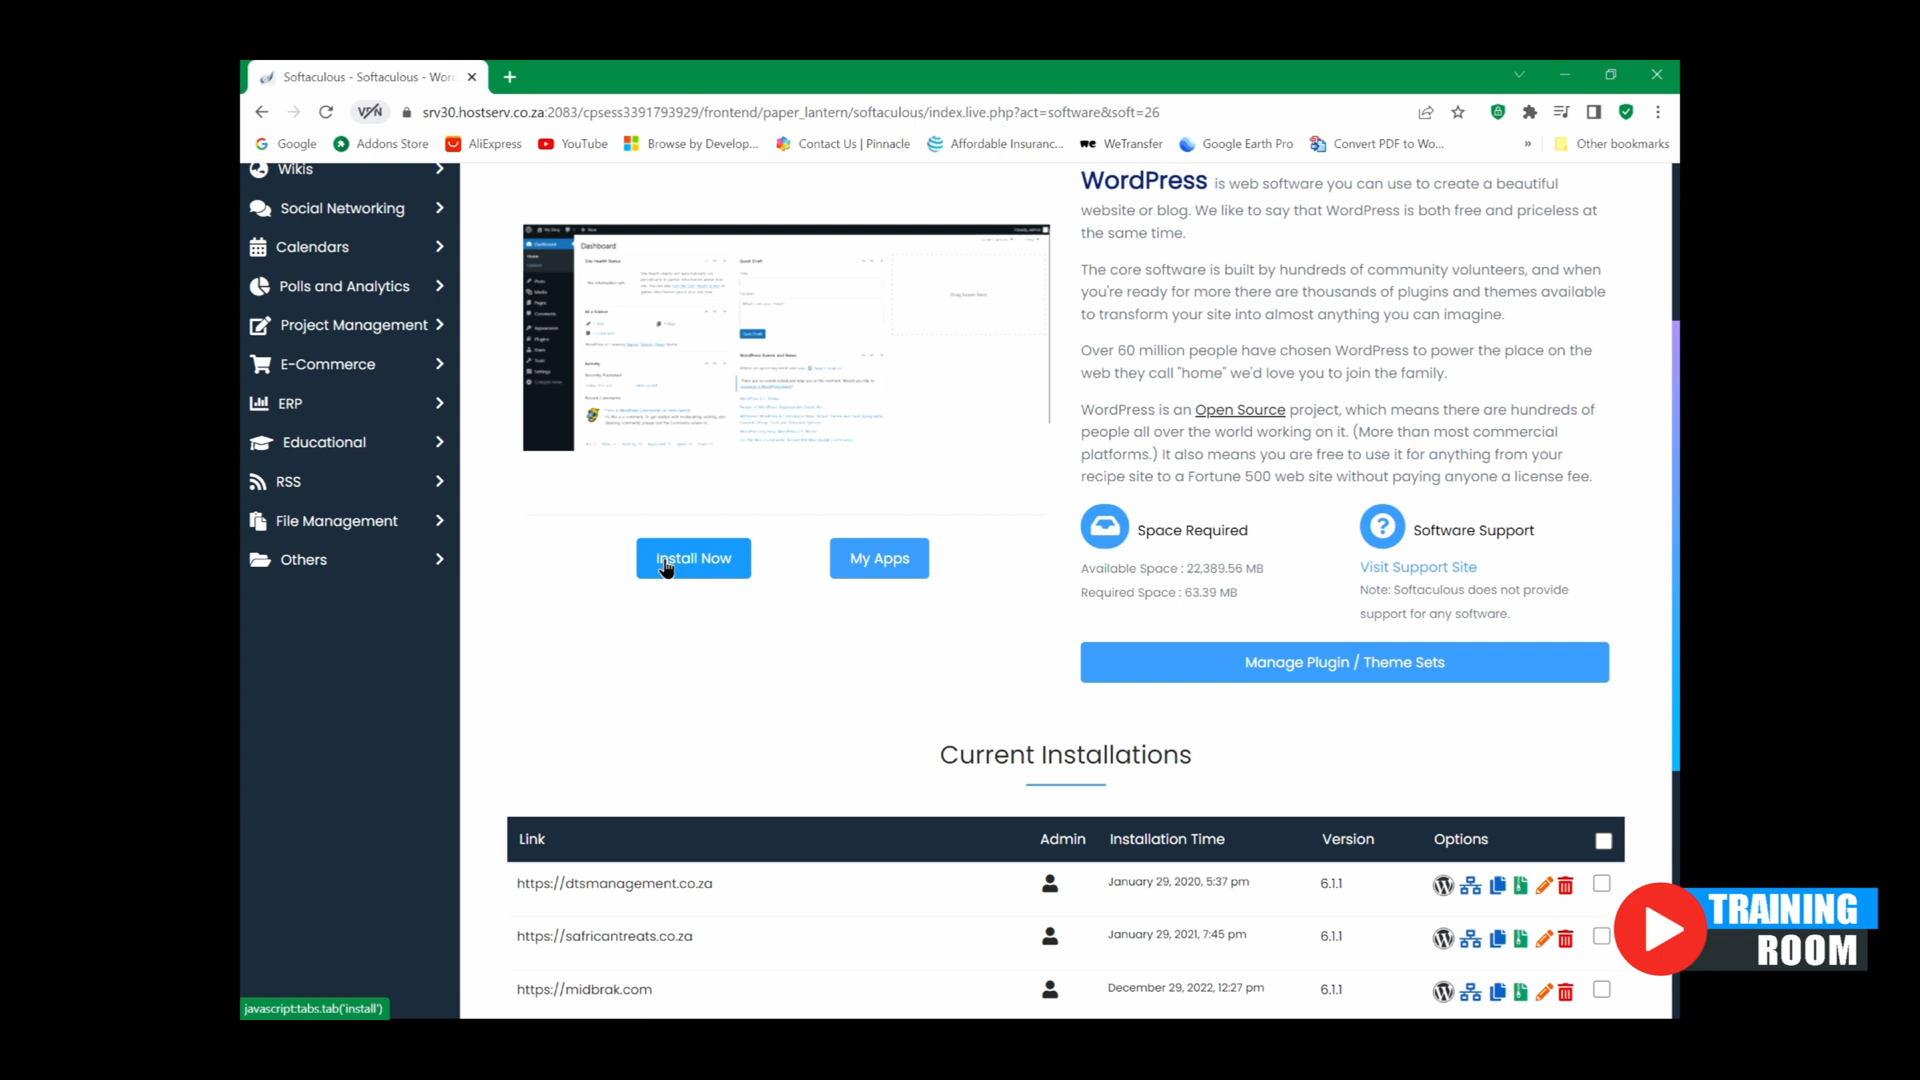 Softaculous - Softaculous - Wor
VPN
srv30.hostserv.co.za:2083/cpsess3391793929/frontend/paper_lantern/softaculous/index.live.php?act=software&soft=26
Google
Addons Store
AliExpress
YouTube
Browse by Develop...
Contact Us | Pinnacle
Affordable Insuranc...
we WeTransfer
Google Earth Pro
Convert PDF to Wo...
»
Other bookmarks
Wikis
Social Networking
Calendars
Polls and Analytics
Project Management
E-Commerce
ERP
Educational
RSS
File Management
Others
Dashboard
Install Now
My Apps
WordPress is web software you can use to create a beautiful
website or blog. We like to say that WordPress is both free and priceless at
the same time.
The core software is built by hundreds of community volunteers, and when
you're ready for more there are thousands of plugins and themes available
to transform your site into almost anything you can imagine.
Over 60 million people have chosen WordPress to power the place on the
web they call "home" we'd love you to join the family.
WordPress is an Open Source project, which means there are hundreds of
people all over the world working on it. (More than most commercial
platforms.) It also means you are free to use it for anything from your
recipe site to a Fortune 500 web site without paying anyone a license fee.
Space Required
Available Space : 22,389.56 MB
Required Space : 63.39 MB
Software Support
Visit Support Site
Note: Softaculous does not provide
support for any software.
Manage Plugin / Theme Sets
Current Installations
Link Admin Installation Time Version Options
https://dtsmanagement.co.za January 29, 2020, 5:37 pm 6.1.1
https://safricantreats.co.za January 29, 2021, 7:45 pm 6.1.1
https://midbrak.com December 29, 2022, 12:27 pm 6.1.1
javascript:tabs.tab('install')
TRAINING
ROOM